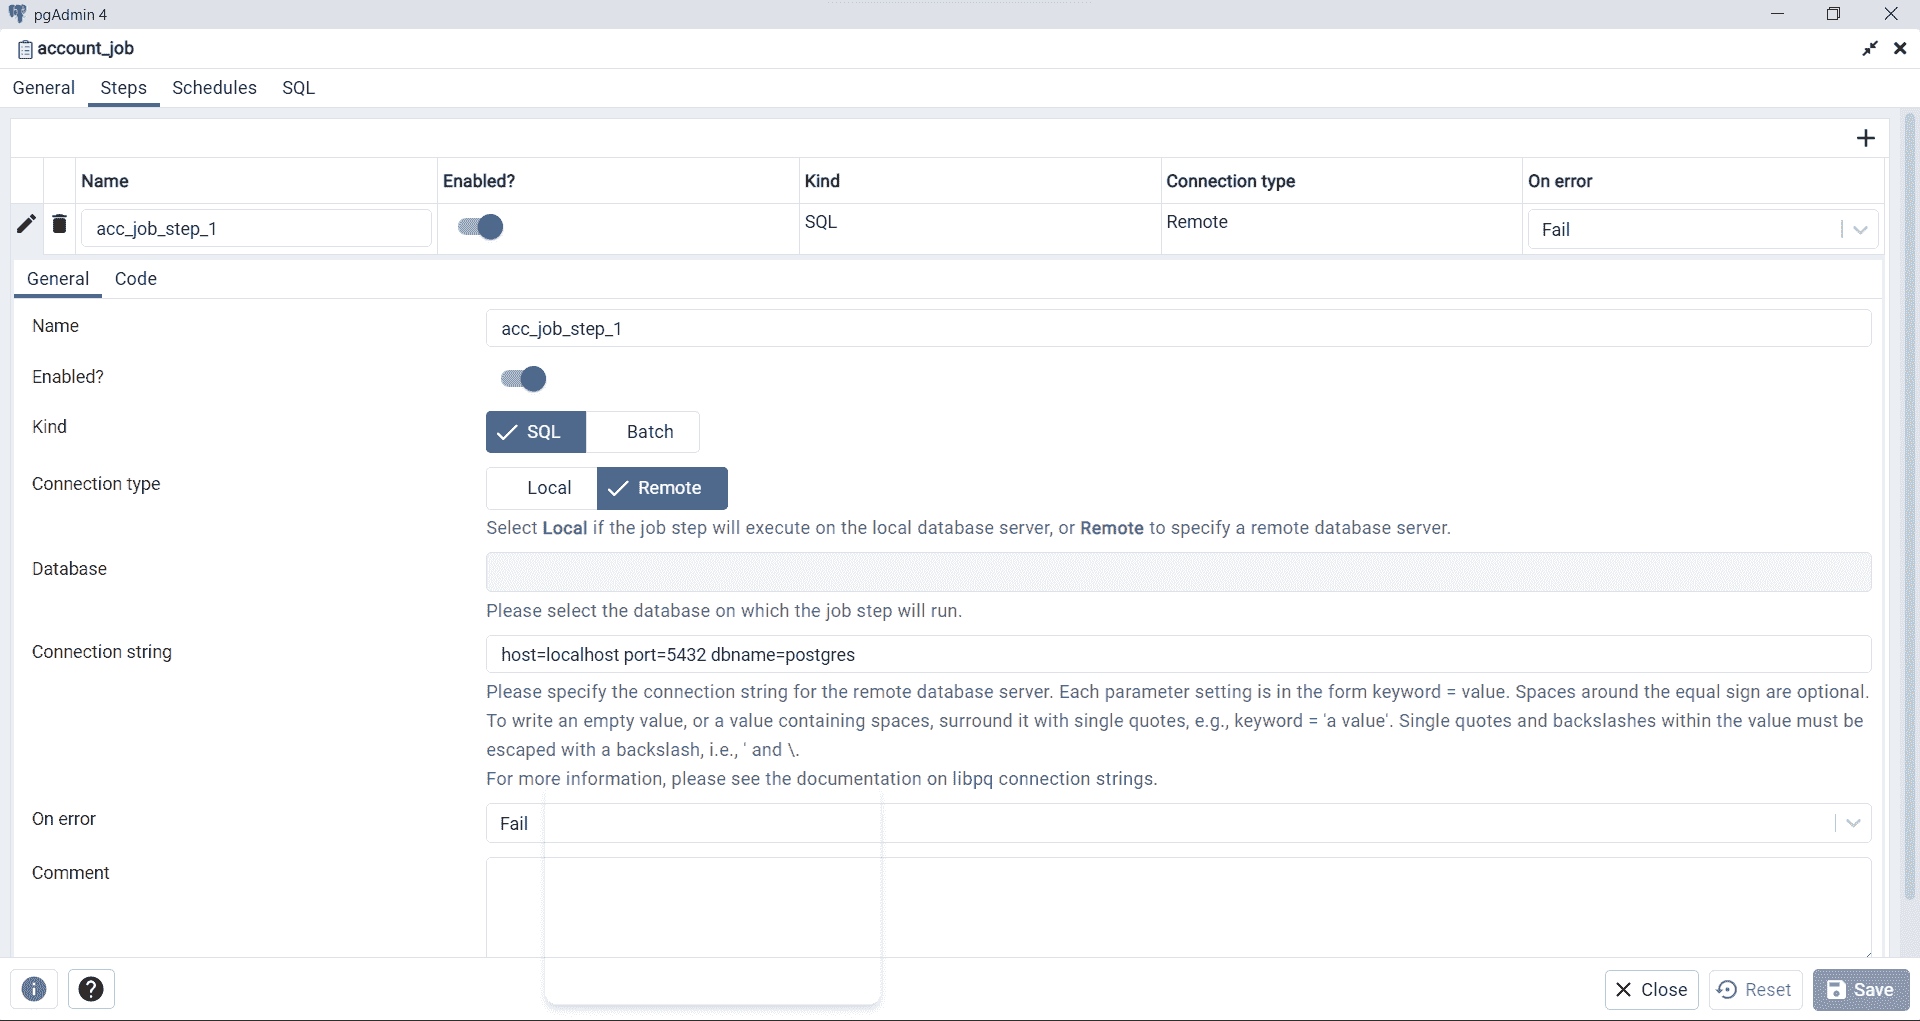 pgAdmin 4
account_job
General Steps Schedules SQL
Name Enabled? Kind Connection type On error
acc_job_step_1 SQL Remote Fail
General Code
Name acc_job_step_1
Enabled?
Kind SQL Batch
Connection type Local Remote
Select Local if the job step will execute on the local database server, or Remote to specify a remote database server.
Database
Please select the database on which the job step will run.
Connection string host=localhost port=5432 dbname=postgres
Please specify the connection string for the remote database server. Each parameter setting is in the form keyword = value. Spaces around the equal sign are optional.
To write an empty value, or a value containing spaces, surround it with single quotes, e.g., keyword = 'a value'. Single quotes and backslashes within the value must be
escaped with a backslash, i.e., ' and \.
For more information, please see the documentation on libpq connection strings.
On error Fail
Comment
Close Reset Save